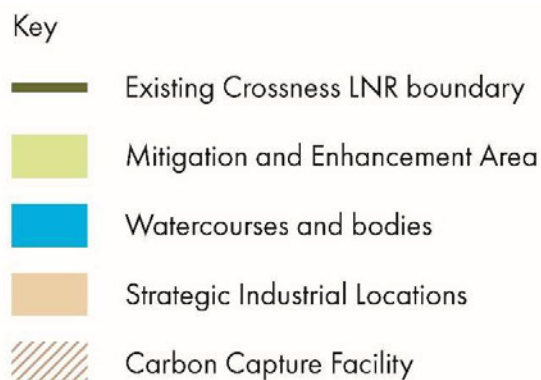 Key
Existing Crossness LNR boundary
Mitigation and Enhancement Area
Watercourses and bodies
Strategic Industrial Locations
Carbon Capture Facility